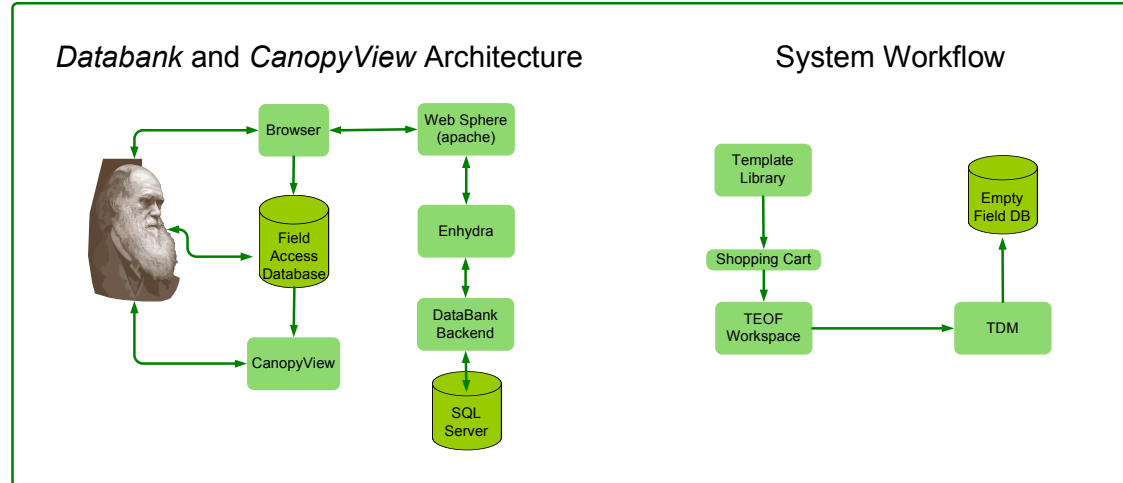 Databank and CanopyView Architecture
System Workflow
Browser
Web Sphere
(apache)
Field
Access
Database
Enhydra
DataBank
Backend
CanopyView
SQL
Server
Template
Library
Shopping Cart
TEOF
Workspace
TDM
Empty
Field DB